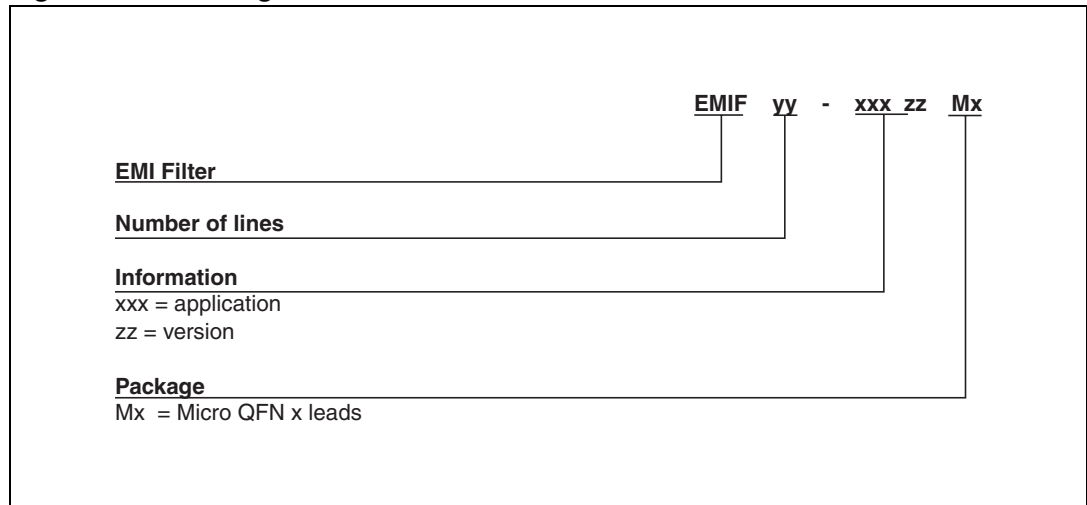 EMIF yy - xxx zz Mx
EMI Filter
Number of lines
Information
xxx = application
zz = version
Package
Mx = Micro QFN x leads